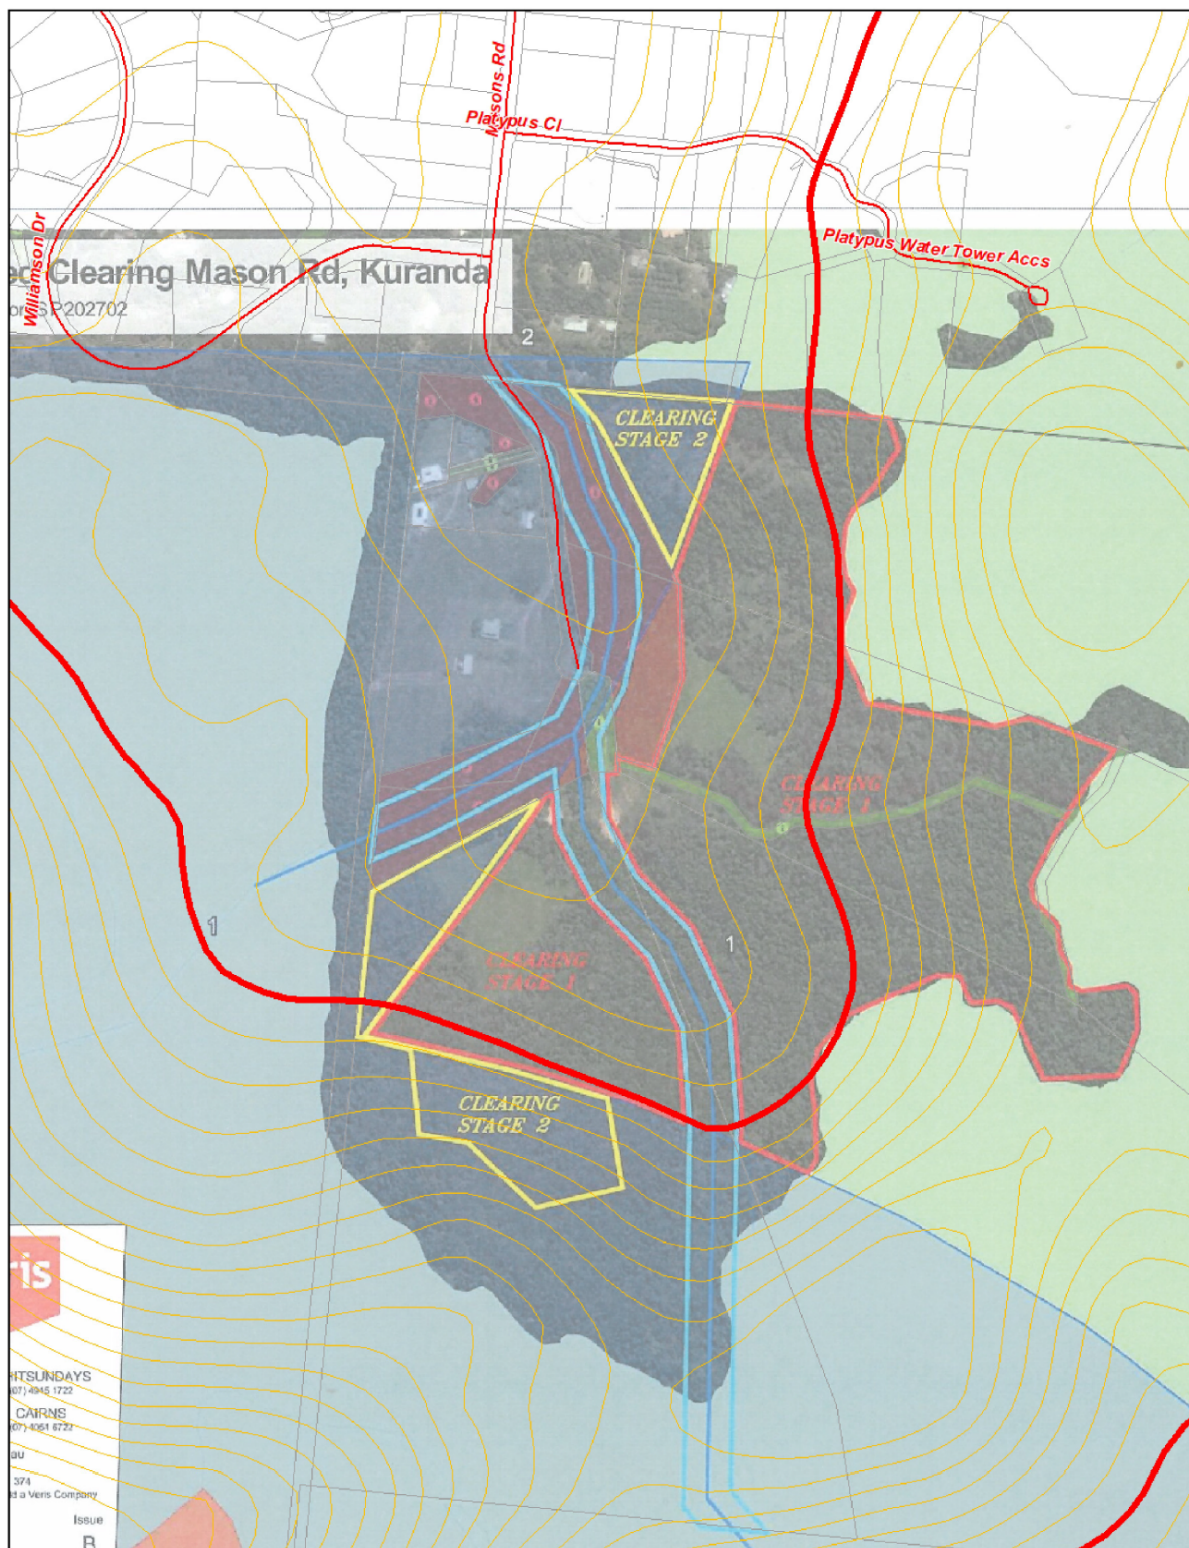 Masons Rd
Platypus Cl
Williamson Dr
Platypus Water Tower Accs
Clearing Mason Rd, Kuranda
SP202702
2
CLEARING
STAGE 2
CLEARING
STAGE 1
1
1
CLEARING
STAGE 1
CLEARING
STAGE 2
ris
ITSUNDAYS
(07) 4945 1722
CAIRNS
(07) 4051 6722
au
374
d a Veris Company
Issue
B